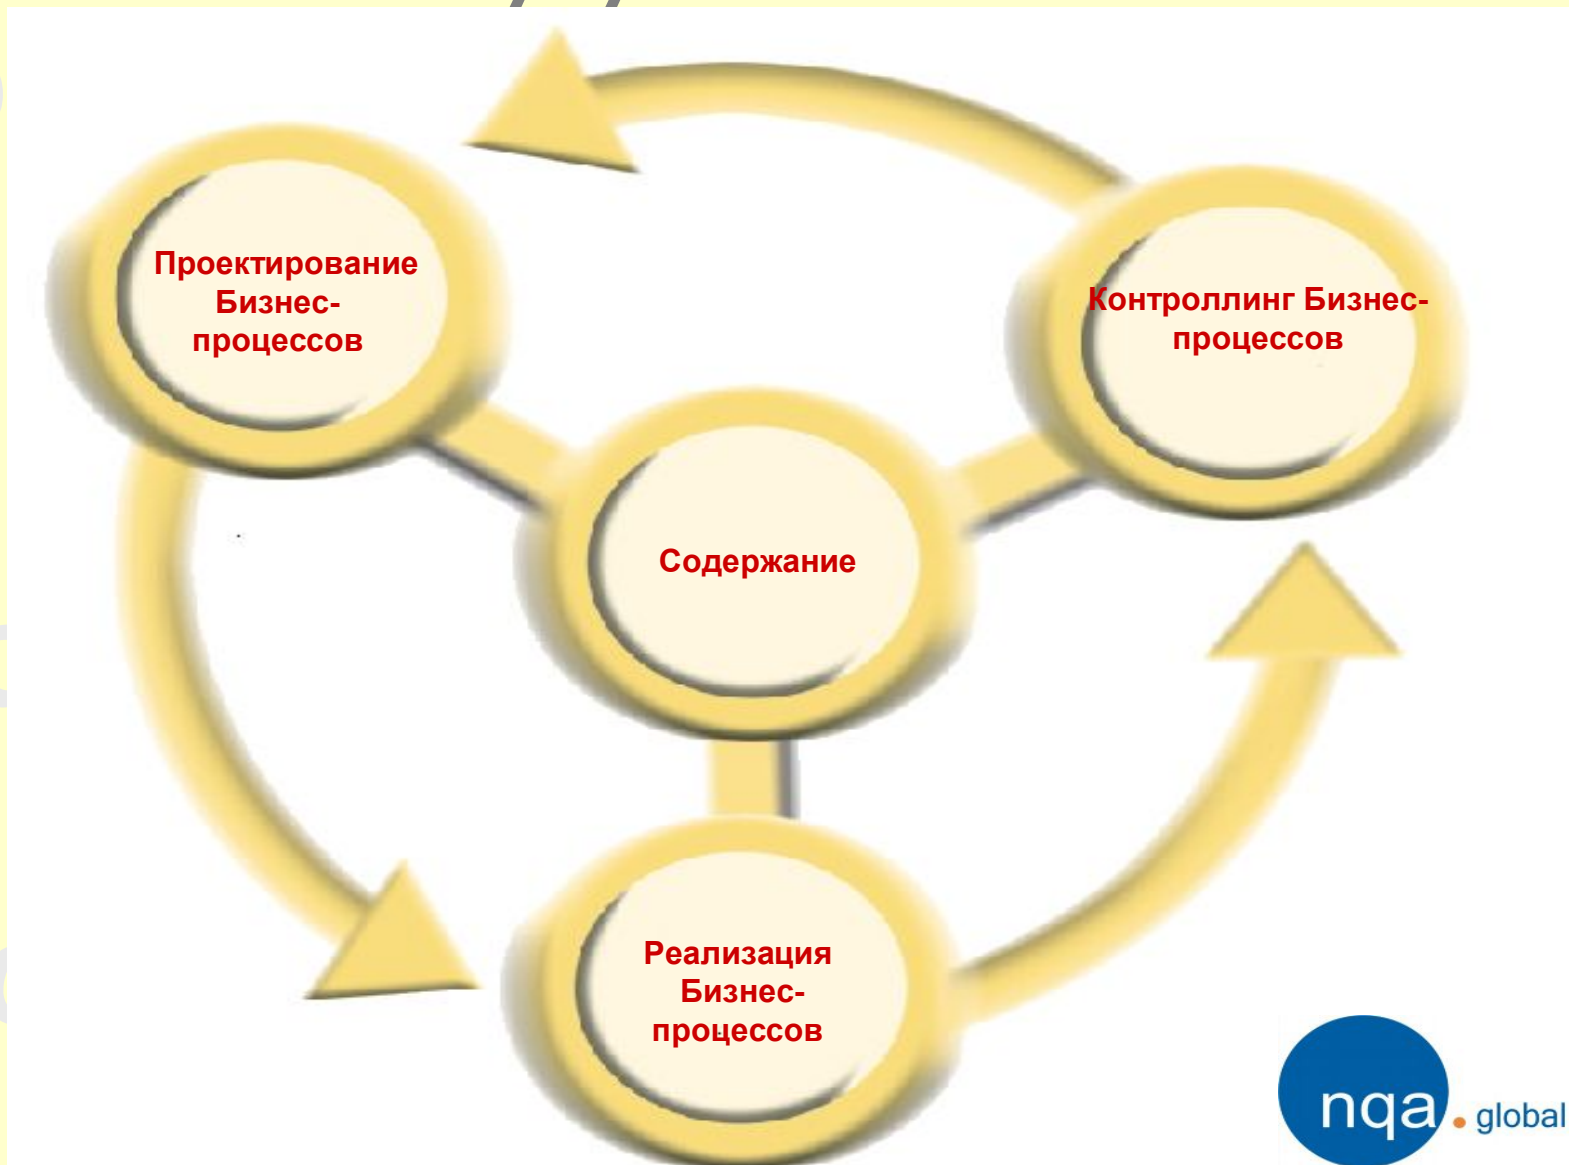 Проектирование
Бизнес-
процессов
Контроллинг Бизнес-
процессов
Содержание
Реализация
Бизнес-
процессов
nqa. global